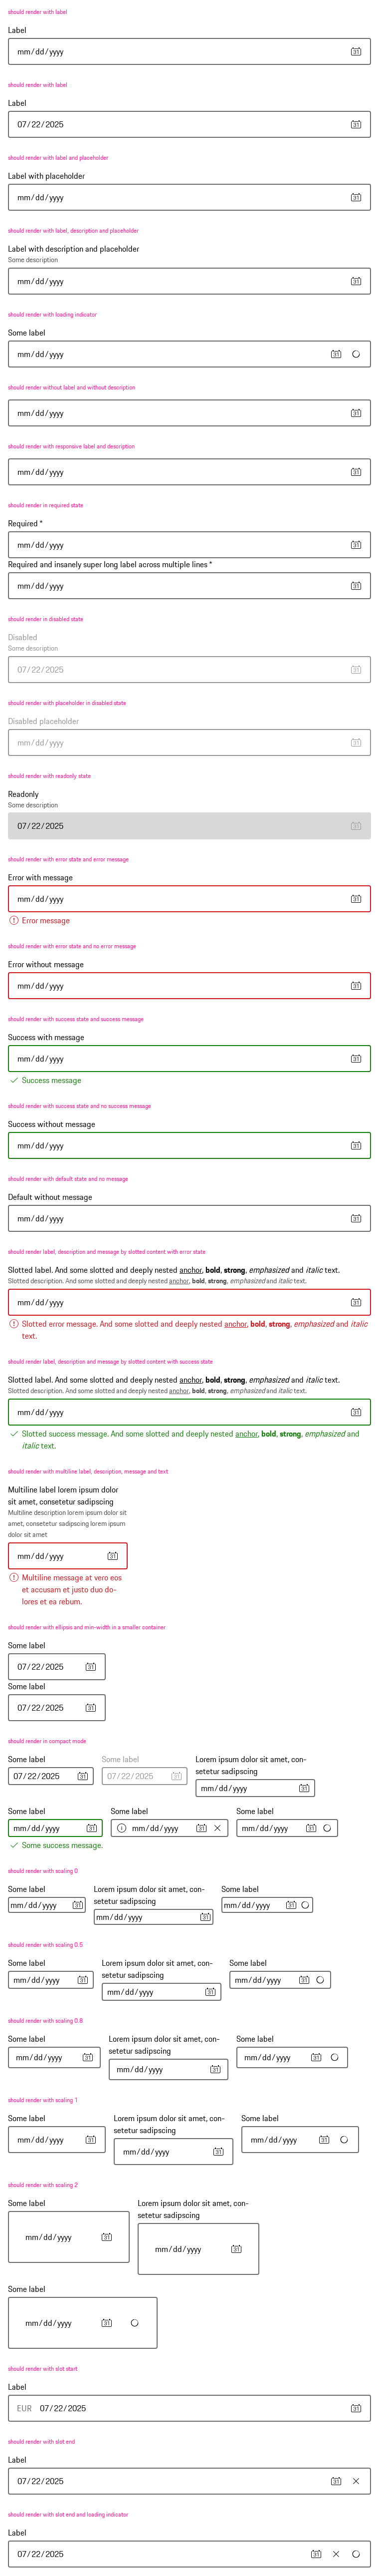 should render with label
Label
mm/dd/yyyy
should render with label
Label
07/22/2025
should render with label and placeholder
Label with placeholder
mm/dd/yyyy
should render with label, description and placeholder
Label with description and placeholder
Some description
mm/dd/yyyy
should render with loading indicator
Some label
mm/dd/yyyy
should render without label and without description
mm/dd/yyyy
should render with responsive label and description
mm/dd/yyyy
should render in required state
Required *
mm/dd/yyyy
Required and insanely super long label across multiple lines *
mm/dd/yyyy
should render in disabled state
Disabled
Some description
07/22/2025
should render with placeholder in disabled state
Disabled placeholder
mm/dd/yyyy
should render with readonly state
Readonly
Some description
07/22/2025
should render with error state and error message
Error with message
mm/dd/yyyy
Error message
should render with error state and no error message
Error without message
mm/dd/yyyy
should render with success state and success message
Success with message
mm/dd/yyyy
Success message
should render with success state and no success message
Success without message
mm/dd/yyyy
should render with default state and no message
Default without message
mm/dd/yyyy
should render label, description and message by slotted content with error state
Slotted label. And some slotted and deeply nested anchor, bold, strong, emphasized and italic text.
Slotted description. And some slotted and deeply nested anchor, bold, strong, emphasized and italic text.
mm/dd/yyyy
Slotted error message. And some slotted and deeply nested anchor, bold, strong, emphasized and italic
text.
should render label, description and message by slotted content with success state
Slotted label. And some slotted and deeply nested anchor, bold, strong, emphasized and italic text.
Slotted description. And some slotted and deeply nested anchor, bold, strong, emphasized and italic text.
mm/dd/yyyy
Slotted success message. And some slotted and deeply nested anchor, bold, strong, emphasized and
italic text.
should render with multiline label, description, message and text
Multiline label lorem ipsum dolor
sit amet, consetetur sadipscing
Multiline description lorem ipsum dolor sit
amet, consetetur sadipscing lorem ipsum
dolor sit amet
mm/dd/yyyy
Multiline message at vero eos
et accusam et justo duo do-
lores et ea rebum.
should render with ellipsis and min-width in a smaller container
Some label
07/22/2025
Some label
07/22/2025
should render in compact mode
Some label
07/22/2025
Some label
07/22/2025
Lorem ipsum dolor sit amet, con-
setetur sadipscing
mm/dd/yyyy
Some label
mm/dd/yyyy
Some success message.
Some label
mm/dd/yyyy
Some label
mm/dd/yyyy
should render with scaling 0
Some label
mm/dd/yyyy
Lorem ipsum dolor sit amet, con-
setetur sadipscing
mm/dd/yyyy
Some label
mm/dd/yyyy
should render with scaling 0.5
Some label
mm/dd/yyyy
Lorem ipsum dolor sit amet, con-
setetur sadipscing
mm/dd/yyyy
Some label
mm/dd/yyyy
should render with scaling 0.8
Some label
mm/dd/yyyy
Lorem ipsum dolor sit amet, con-
setetur sadipscing
mm/dd/yyyy
Some label
mm/dd/yyyy
should render with scaling 1
Some label
mm/dd/yyyy
Lorem ipsum dolor sit amet, con-
setetur sadipscing
mm/dd/yyyy
Some label
mm/dd/yyyy
should render with scaling 2
Some label
mm/dd/yyyy
Lorem ipsum dolor sit amet, con-
setetur sadipscing
mm/dd/yyyy
Some label
mm/dd/yyyy
should render with slot start
Label
EUR 07/22/2025
should render with slot end
Label
07/22/2025
should render with slot end and loading indicator
Label
07/22/2025